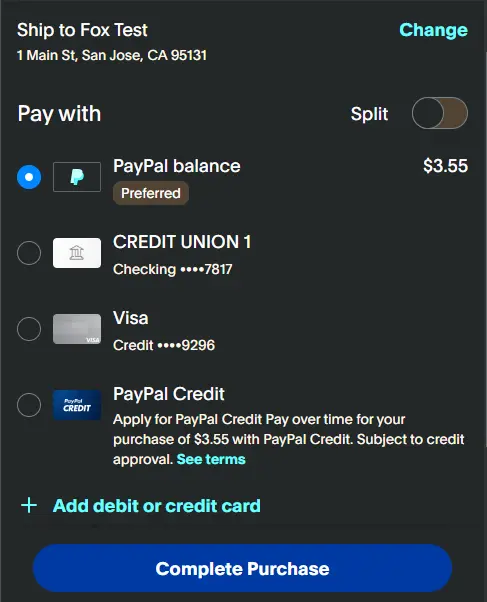 Ship to Fox Test
Change
1 Main St, San Jose, CA 95131
Pay with
Split
PayPal balance
$3.55
Preferred
CREDIT UNION 1
Checking ••••7817
VISA
Visa
Credit ••••9296
PayPal
CREDIT
PayPal Credit
Apply for PayPal Credit Pay over time for your
purchase of $3.55 with PayPal Credit. Subject to credit
approval. See terms
+ Add debit or credit card
Complete Purchase